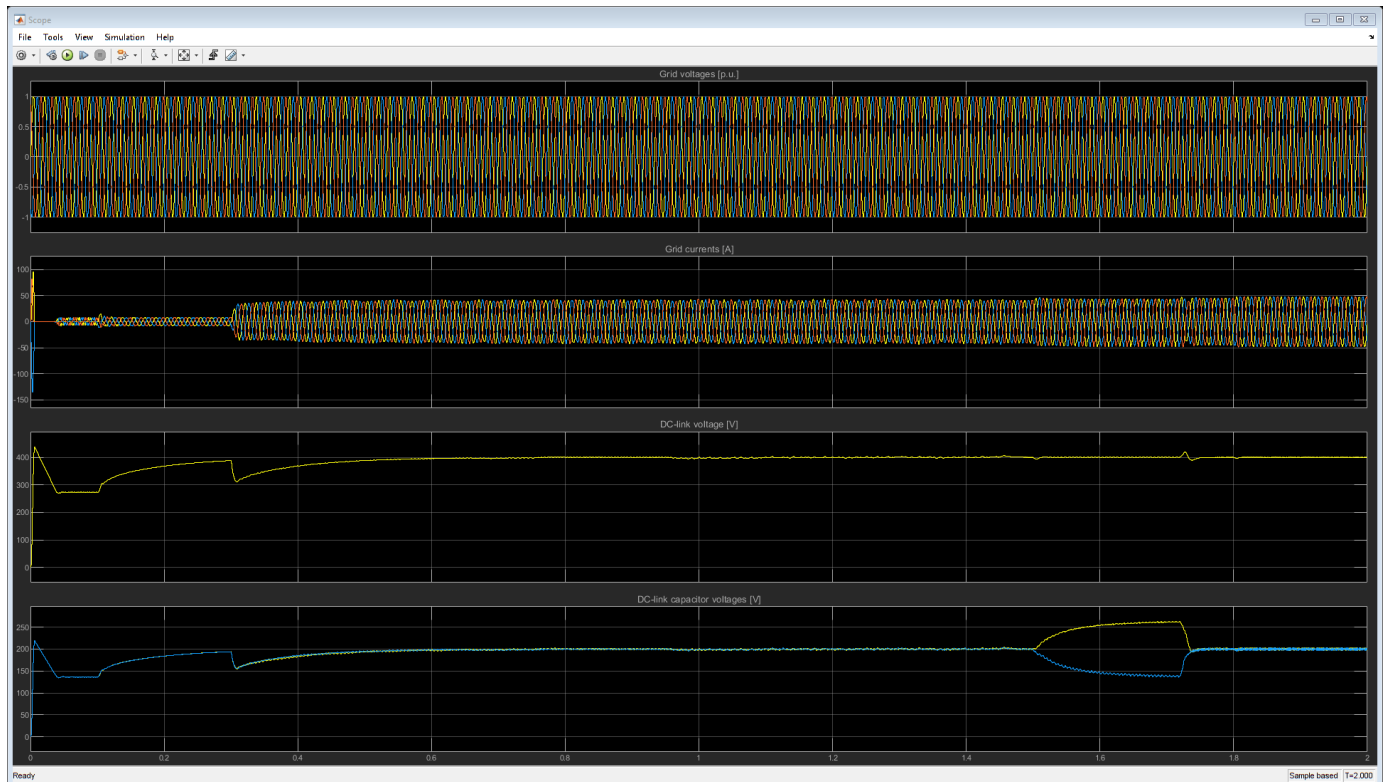 Scope
File Tools View Simulation Help
Grid voltages [p.u.]
1
0.5
0
-0.5
-1
Grid currents [A]
100
50
0
-50
-100
-150
DC-link voltage [V]
400
300
200
100
0
DC-link capacitor voltages [V]
250
200
150
100
50
0
0 0.2 0.4 0.6 0.8 1 1.2 1.4 1.6 1.8 2
Ready Sample based T=2.000